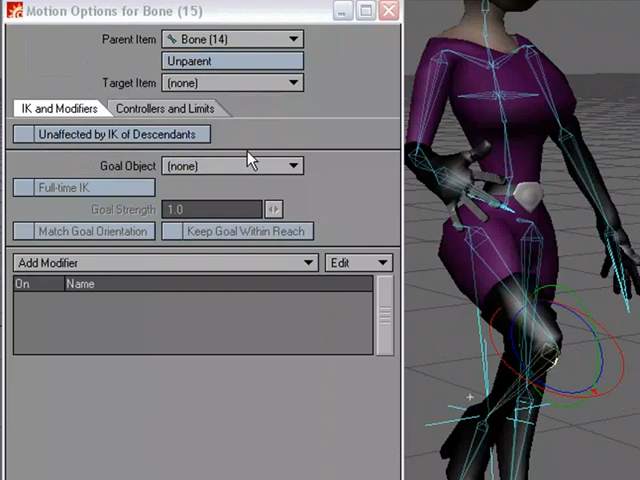 Motion Options for Bone (15)
Parent Item Bone (14)
Unparent
Target Item (none)
IK and Modifiers Controllers and Limits
Unaffected by IK of Descendants
Goal Object (none)
Full-time IK
Goal Strength 1.0
Match Goal Orientation Keep Goal Within Reach
Add Modifier Edit
On Name